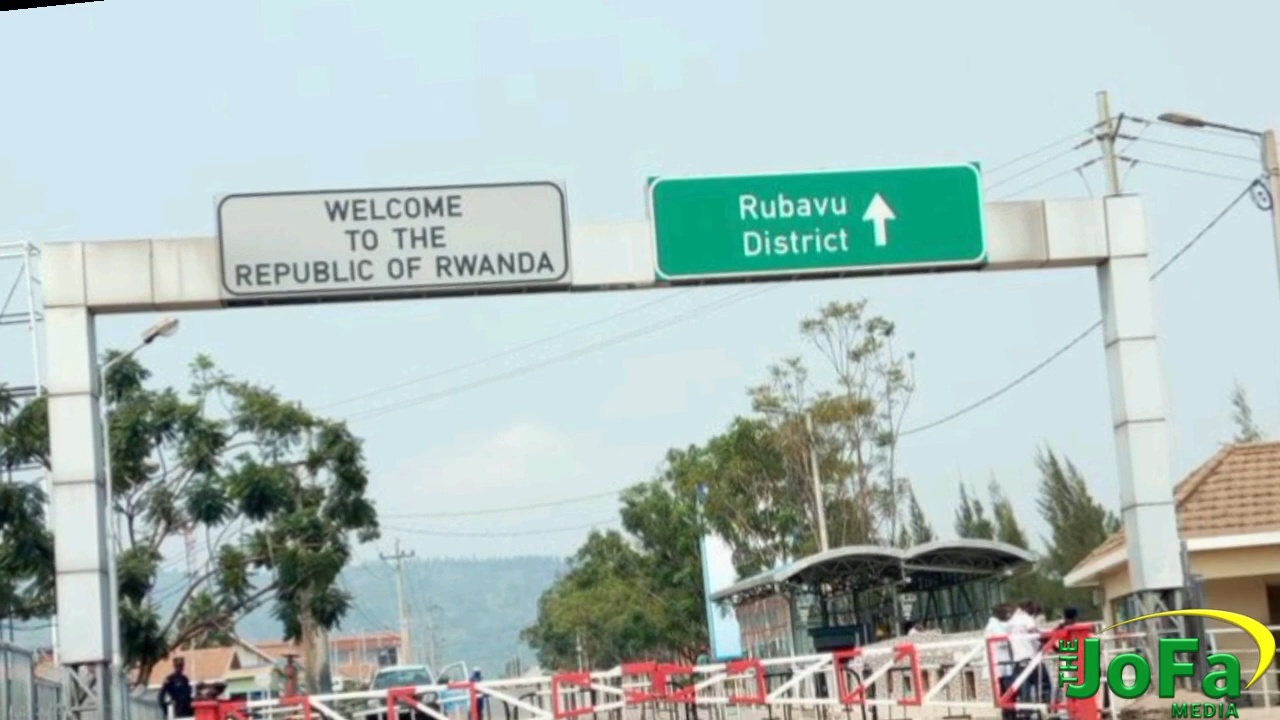 WELCOME
TO THE
REPUBLIC OF RWANDA
Rubavu
District
THE
JoFa
MEDIA